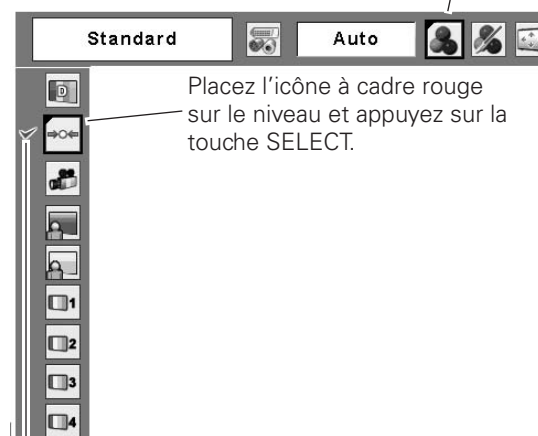 Standard
Auto
Placez l'icône à cadre rouge
sur le niveau et appuyez sur la
touche SELECT.
D
1
2
3
4